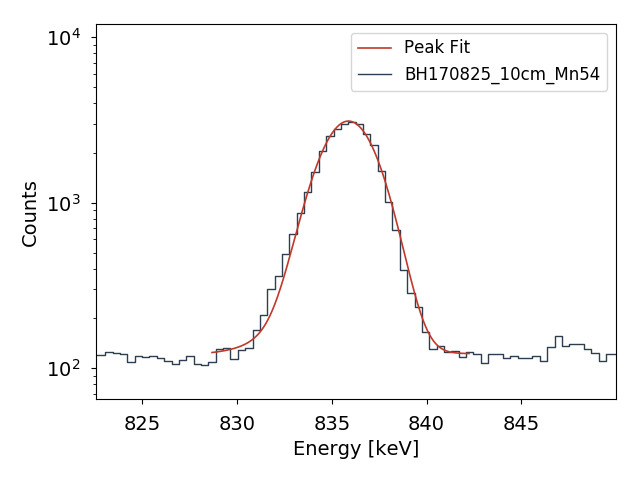 10^4
Peak Fit
BH170825_10cm_Mn54
Counts
10^3
10^2
825 830 835 840 845
Energy [keV]